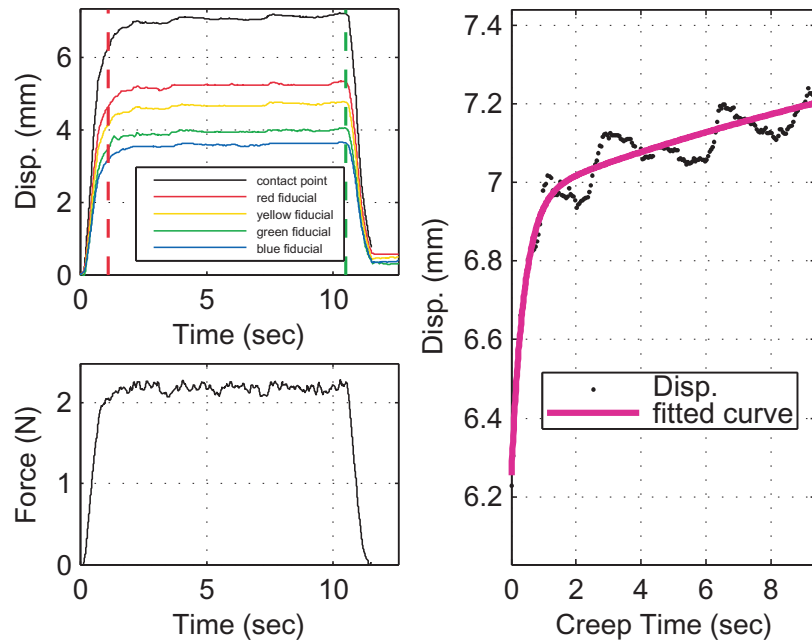 Disp. (mm)
6
4
2
0
contact point
red fiducial
yellow fiducial
green fiducial
blue fiducial
0
5
10
Time (sec)
Force (N)
2
1
0
0
5
10
Time (sec)
Disp. (mm)
7.4
7.2
7
6.8
6.6
6.4
6.2
Disp.
fitted curve
0
2
4
6
8
Creep Time (sec)